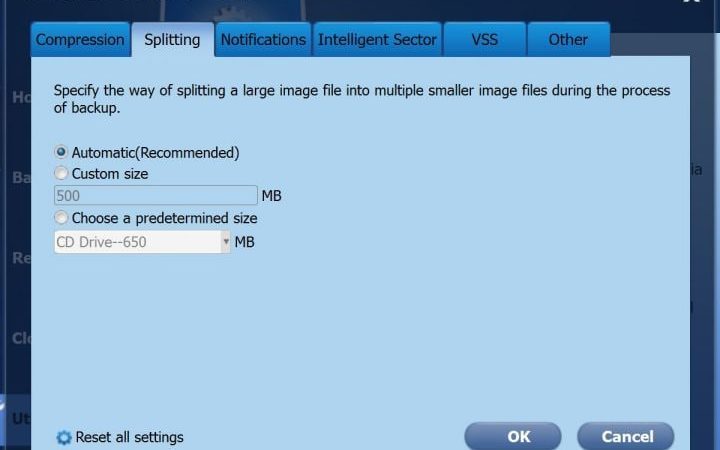 Compression
Splitting
Notifications
Intelligent Sector
VSS
Other
Specify the way of splitting a large image file into multiple smaller image files during the process
of backup.
Automatic(Recommended)
Custom size
500 MB
Choose a predetermined size
CD Drive--650 MB
Reset all settings
OK
Cancel
Ho
Ba
Re
Clo
Ut